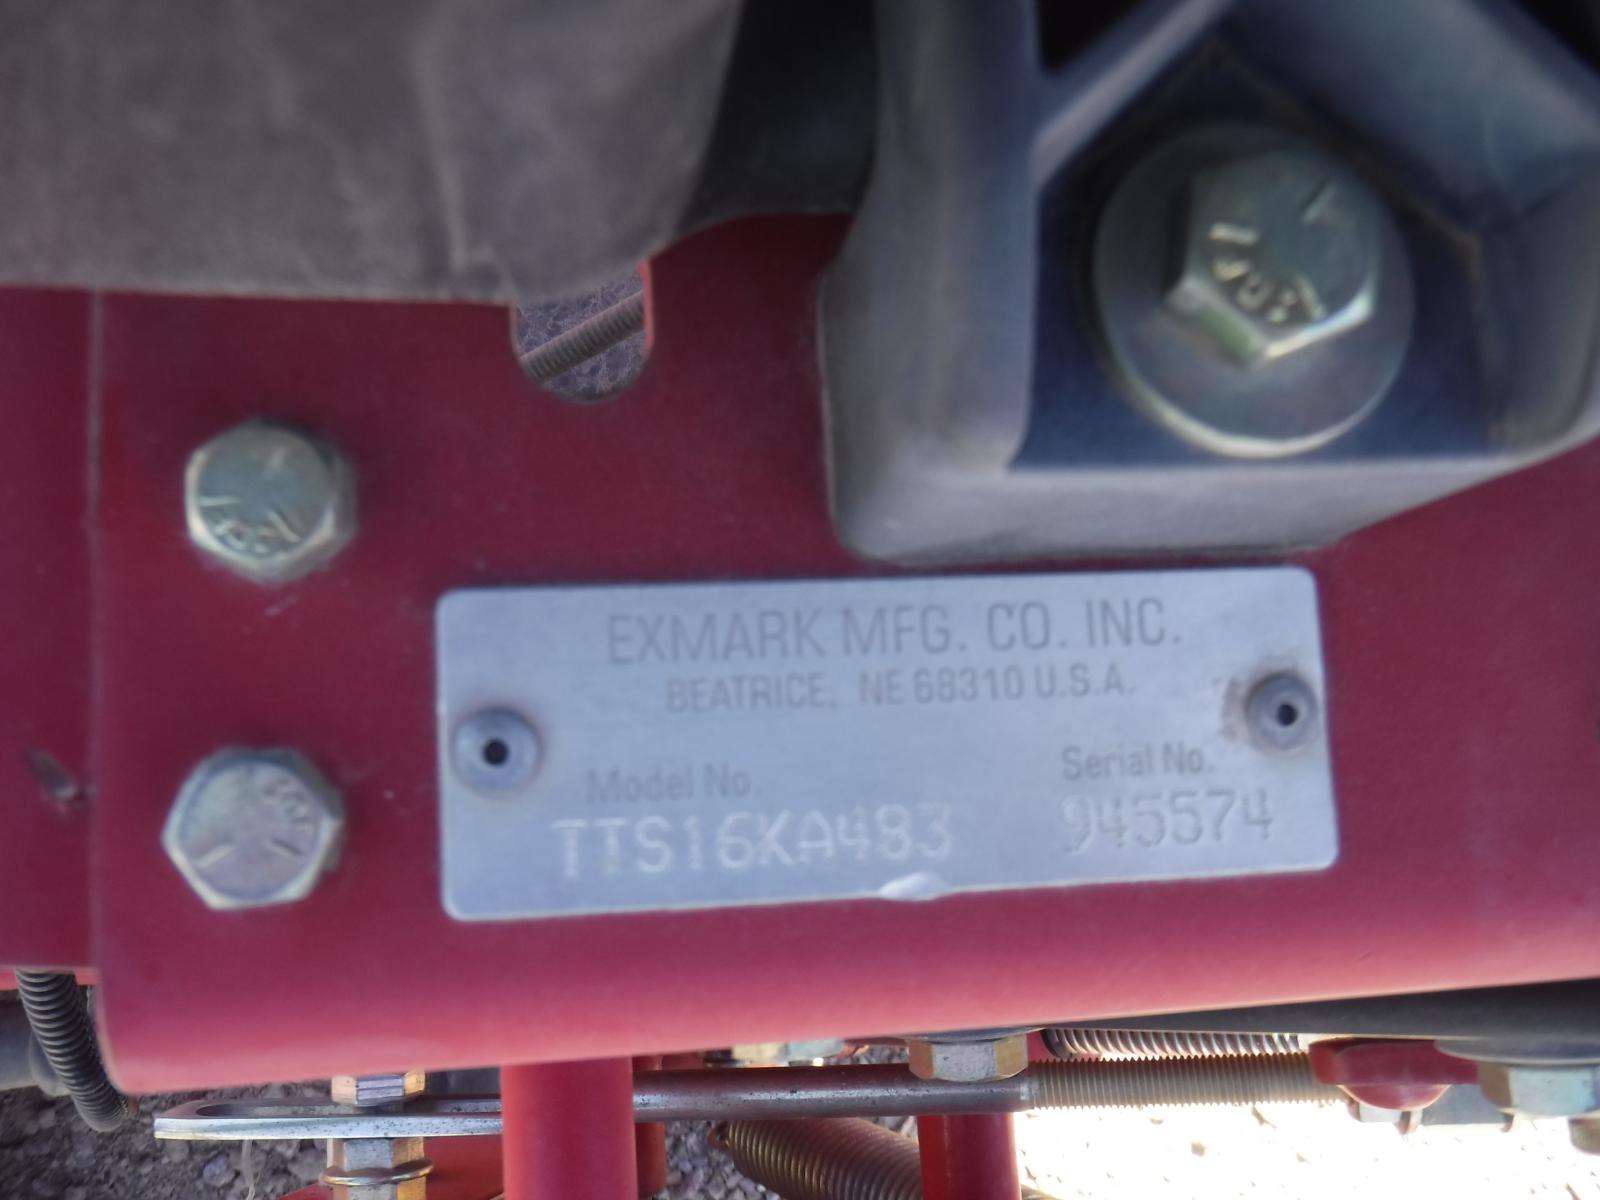 EXMARK MFG. CO. INC.
BEATRICE, NE 68310 U.S.A.
Model No. Serial No.
TTS16KA483 945574